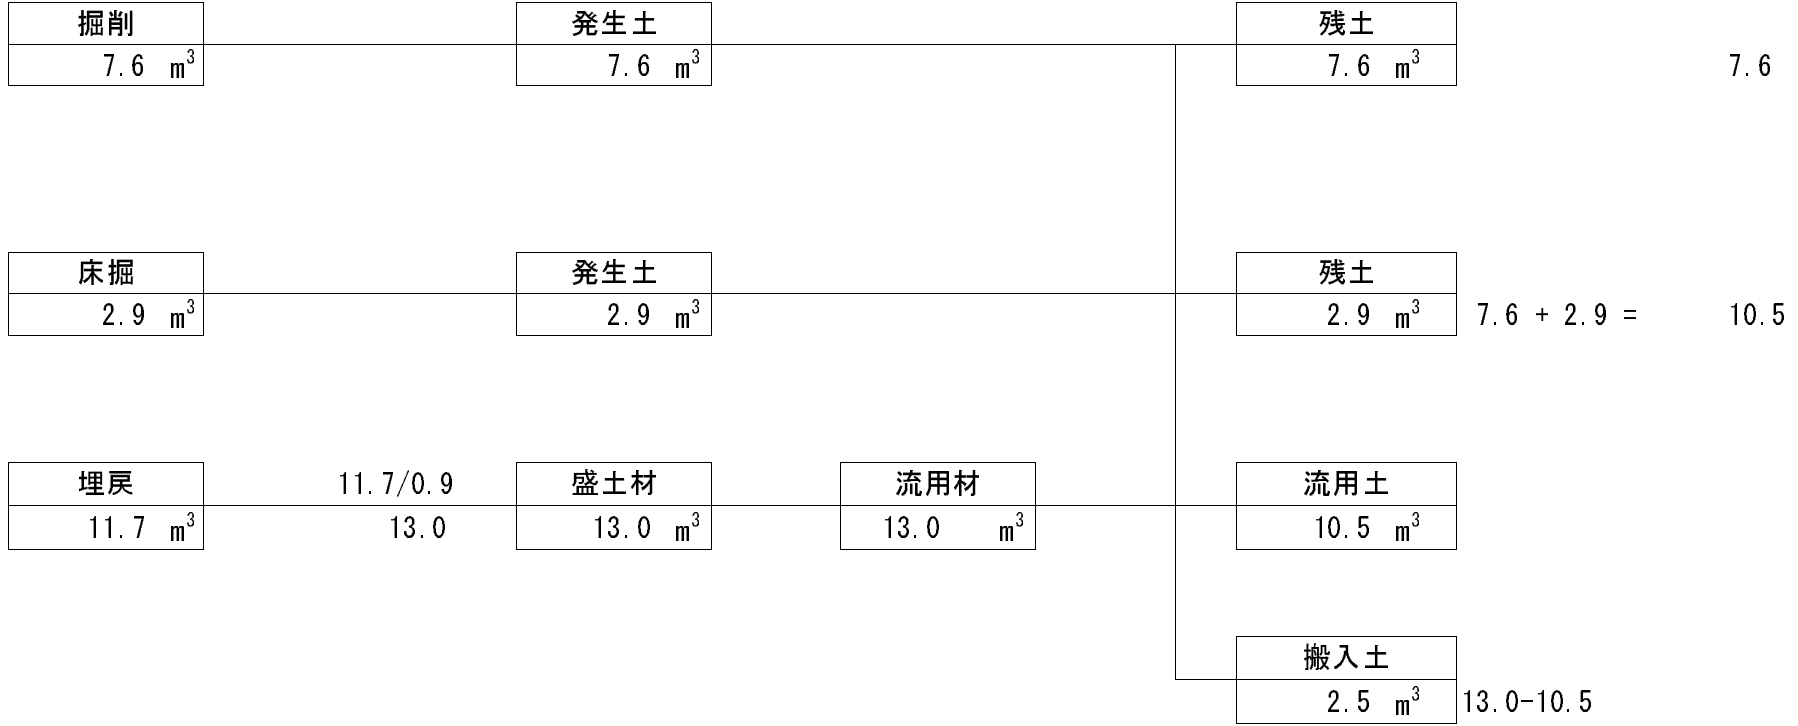 掘削 発生土 残土
7.6 m³ 7.6 m³ 7.6 m³ 7.6
床掘 発生土 残土
2.9 m³ 2.9 m³ 2.9 m³ 7.6 + 2.9 = 10.5
埋戻 11.7/0.9 盛土材 流用材 流用土
11.7 m³ 13.0 13.0 m³ 13.0 m³ 10.5 m³
搬入土
2.5 m³ 13.0-10.5